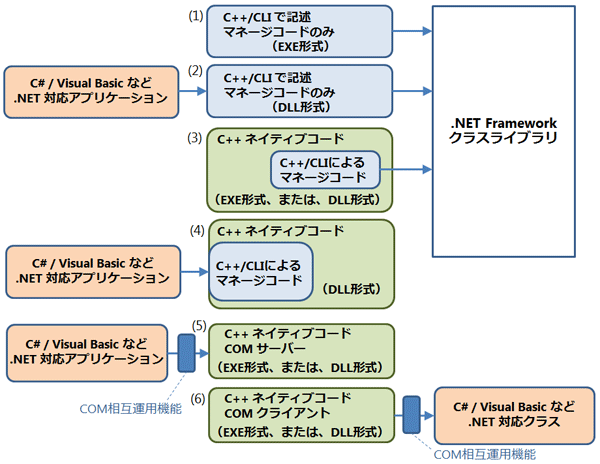 (1)
C++/CLI で記述
マネージコードのみ
（EXE形式）
(2)
C# / Visual Basic など
.NET 対応アプリケーション
C++/CLI で記述
マネージコードのみ
（DLL形式）
.NET Framework
クラスライブラリ
(3)
C++ ネイティブコード
C++/CLIによる
マネージコード
（EXE形式、または、DLL形式）
(4)
C++ ネイティブコード
C# / Visual Basic など
.NET 対応アプリケーション
C++/CLIによる
マネージコード
（DLL形式）
(5)
C# / Visual Basic など
.NET 対応アプリケーション
C++ ネイティブコード
COM サーバー
（EXE形式、または、DLL形式）
COM相互運用機能
(6)
C++ ネイティブコード
COM クライアント
（EXE形式、または、DLL形式）
C# / Visual Basic など
.NET 対応クラス
COM相互運用機能